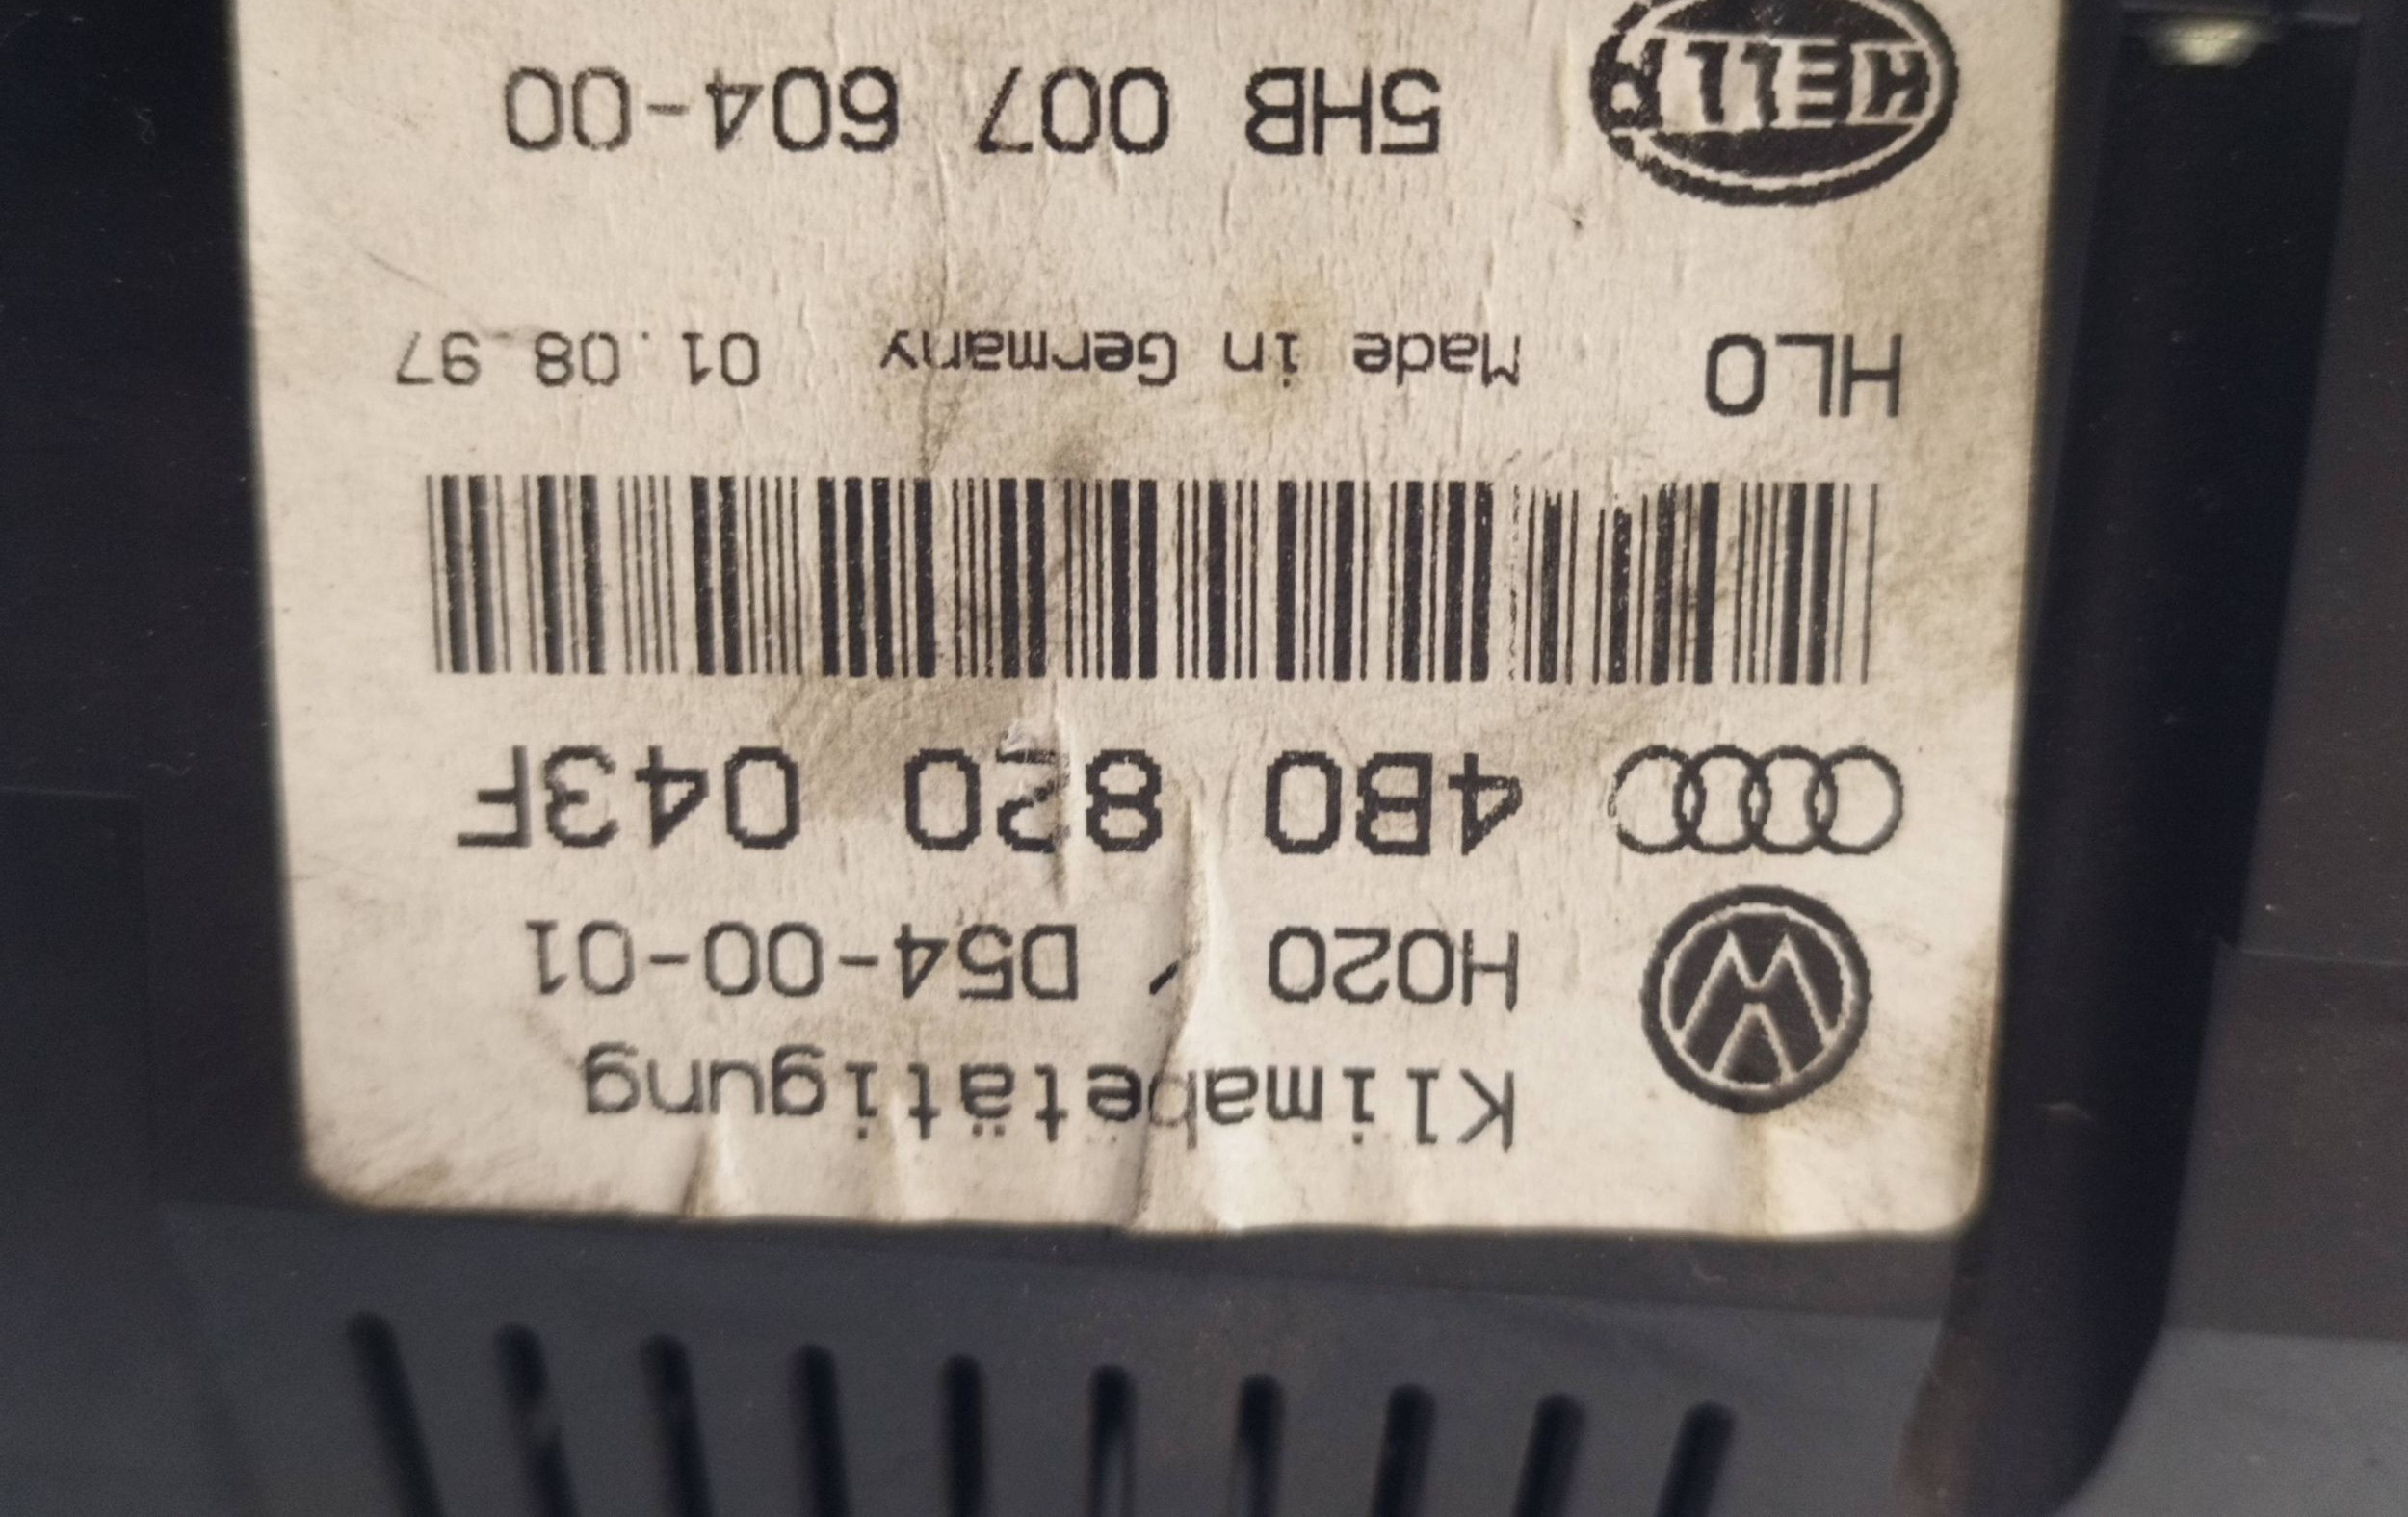 Klimabetätigung
H020 / D54-00-01
4B0 820 043F
HLO Made in Germany 01.08.97
5HB 007 604-00
HELLA